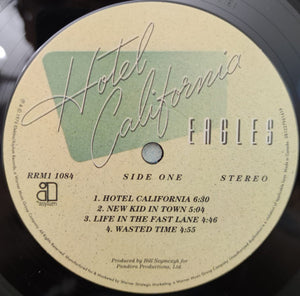 Hotel
California
EAGLES
RRM1 1084
SIDE ONE
STEREO
asylum
1. HOTEL CALIFORNIA 6:30
2. NEW KID IN TOWN 5:04
3. LIFE IN THE FAST LANE 4:46
4. WASTED TIME 4:55
Produced by Bill Szymczyk for
Pandora Productions, Ltd.